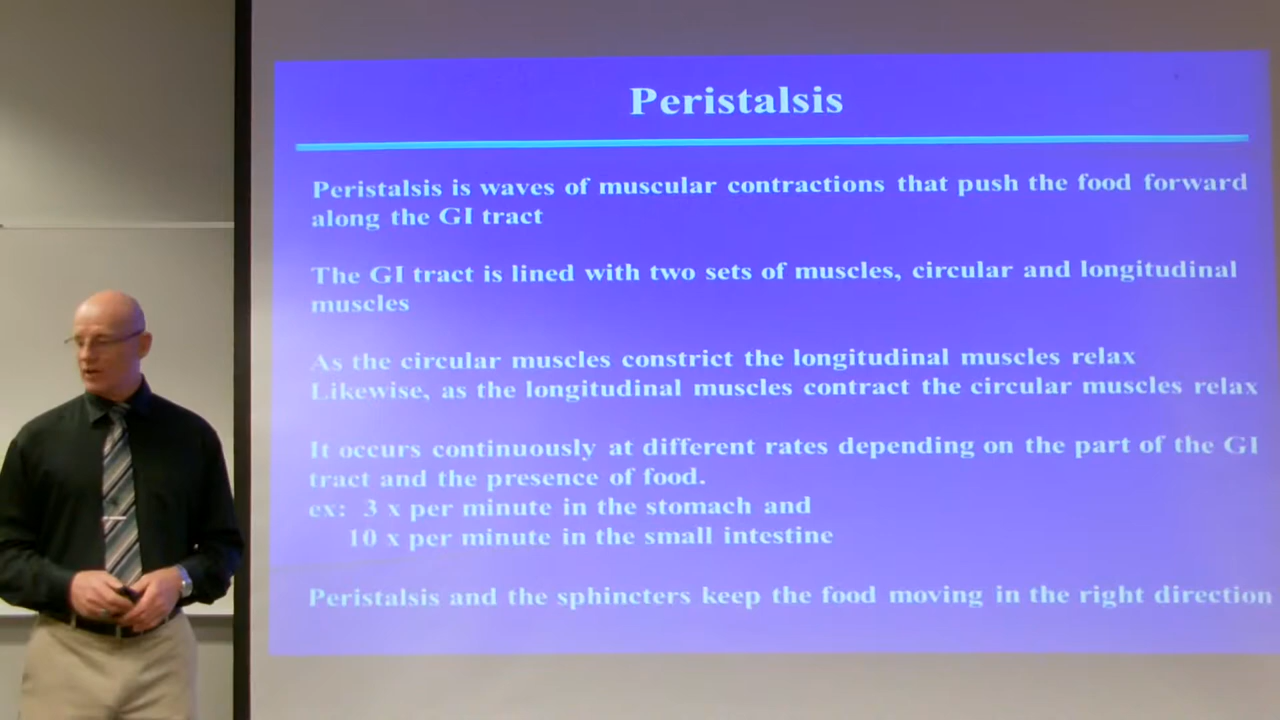 Peristalsis
Peristalsis is waves of muscular contractions that push the food forward
along the GI tract
The GI tract is lined with two sets of muscles, circular and longitudinal
muscles
As the circular muscles constrict the longitudinal muscles relax
Likewise, as the longitudinal muscles contract the circular muscles relax
It occurs continuously at different rates depending on the part of the GI
tract and the presence of food.
ex: 3 x per minute in the stomach and
10 x per minute in the small intestine
Peristalsis and the sphincters keep the food moving in the right direction